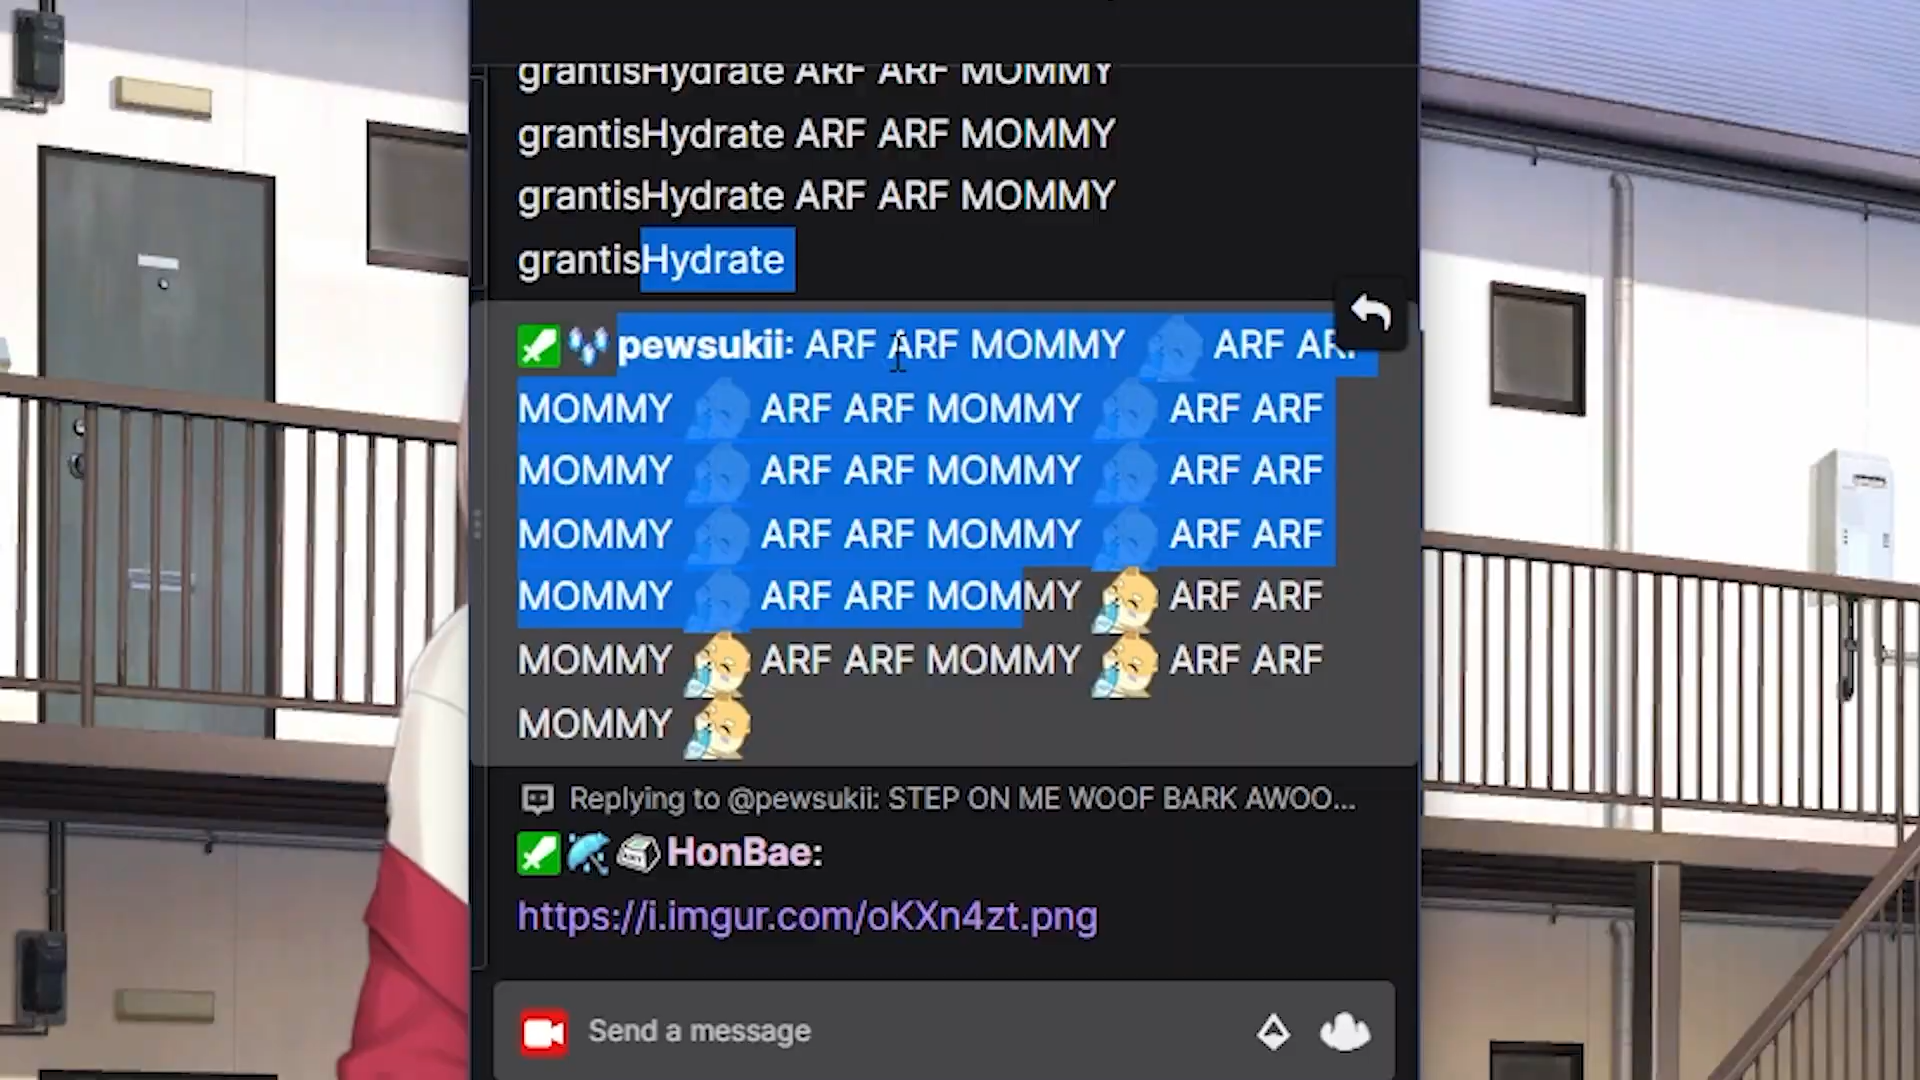 grantisHydrate ARF ARF MOMMY
grantisHydrate ARF ARF MOMMY
grantisHydrate ARF ARF MOMMY
grantisHydrate
pewsukii: ARF ARF MOMMY ARF ARF
MOMMY ARF ARF MOMMY ARF ARF
MOMMY ARF ARF MOMMY ARF ARF
MOMMY ARF ARF MOMMY ARF ARF
MOMMY ARF ARF MOMMY ARF ARF
MOMMY ARF ARF MOMMY ARF ARF
MOMMY
Replying to @pewsukii: STEP ON ME WOOF BARK AWOO...
HonBae:
https://i.imgur.com/oKXn4zt.png
Send a message